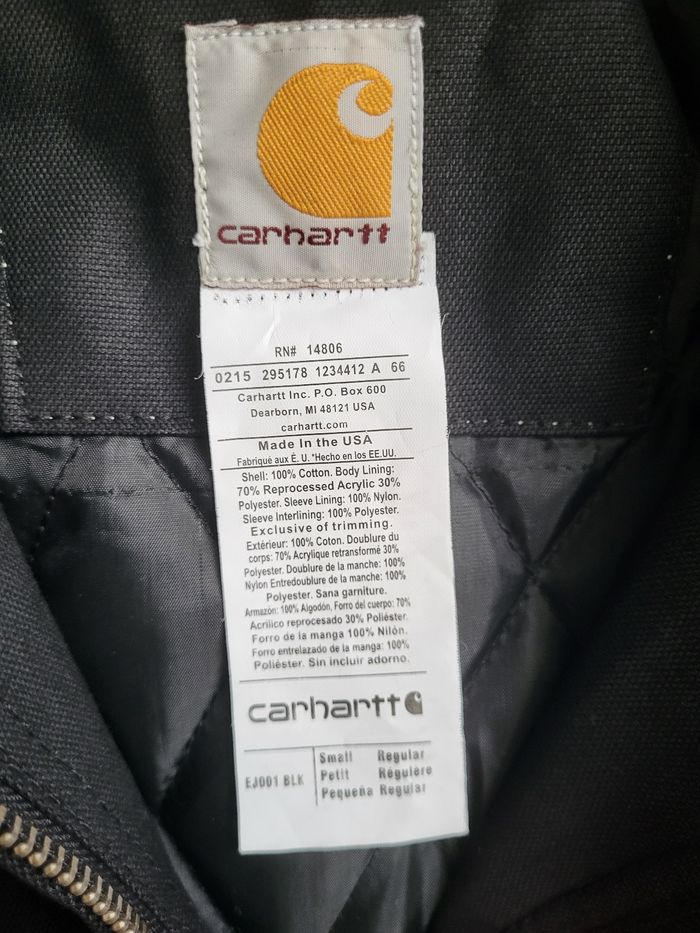 carhartt
RN# 14806
0215 295178 1234412 A 66
Carhartt Inc. P.O. Box 600
Dearborn, MI 48121 USA
carhartt.com
Made In the USA
Fabriqué aux É. U. *Hecho en los EE.UU.
Shell: 100% Cotton. Body Lining:
70% Reprocessed Acrylic 30%
Polyester. Sleeve Lining: 100% Nylon.
Sleeve Interlining: 100% Polyester.
Exclusive of trimming.
Extérieur: 100% Coton. Doublure du
corps: 70% Acrylique retransformé 30%
Polyester. Doublure de la manche: 100%
Nylon Entredoublure de la manche: 100%
Polyester. Sana garniture.
Armazón: 100% Algodón, Forro del cuerpo: 70%
Acrilico reprocesado 30% Poliéster.
Forro de la manga 100% Nilón.
Forro entrelazado de la manga: 100%
Poliéster. Sin incluir adorno.
carhartt
EJ001 BLK
Small Regular
Petit Régulière
Pequeña Regular